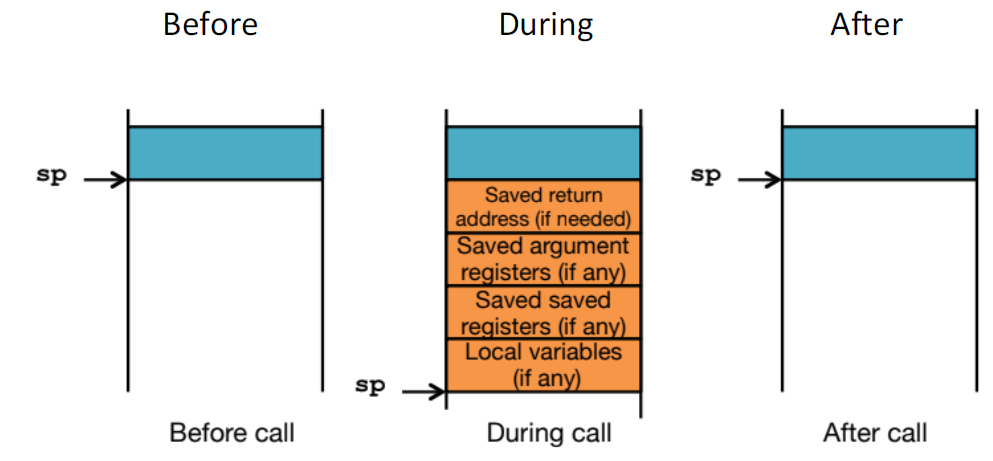 Before
During
After
sp
Saved return
address (if needed)
Saved argument
registers (if any)
Saved saved
registers (if any)
Local variables
(if any)
sp
sp
Before call
During call
After call